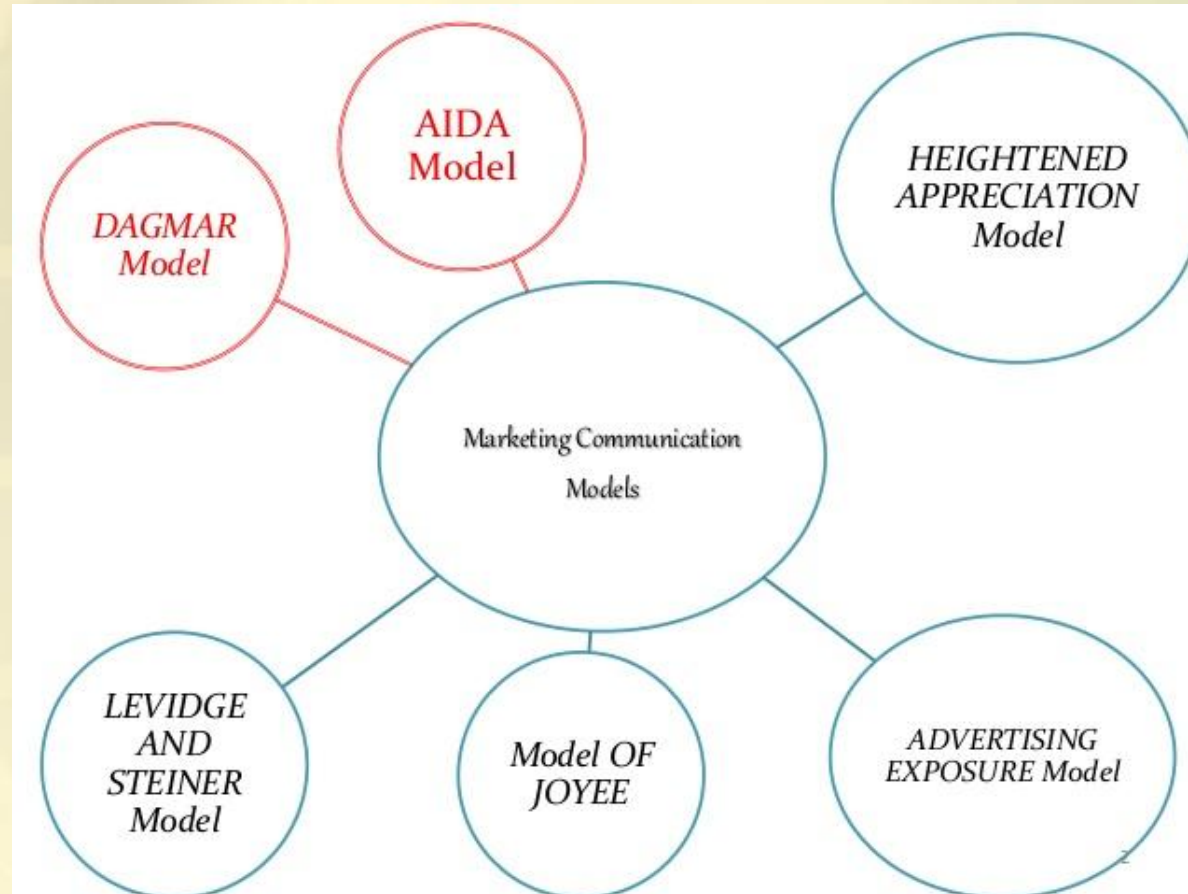 AIDA
Model
DAGMAR
Model
HEIGHTENED
APPRECIATION
Model
Marketing Communication
Models
LEVIDGE
AND
STEINER
Model
Model OF
JOYEE
ADVERTISING
EXPOSURE Model
2